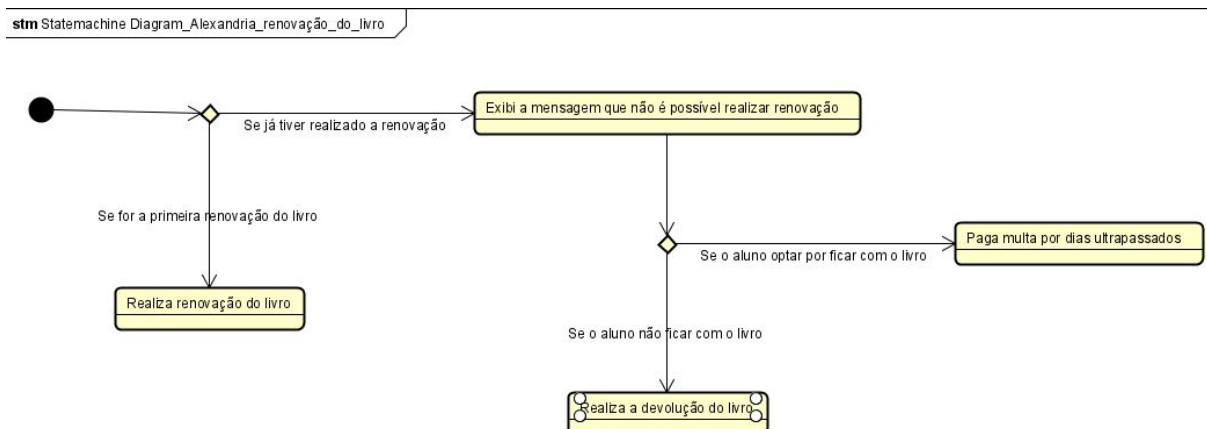 stm Statemachine Diagram_Alexandria_renovação_do_livro
Exibi a mensagem que não é possível realizar renovação
Se já tiver realizado a renovação
Se for a primeira renovação do livro
Paga multa por dias ultrapassados
Se o aluno optar por ficar com o livro
Realiza renovação do livro
Se o aluno não ficar com o livro
Realiza a devolução do livro